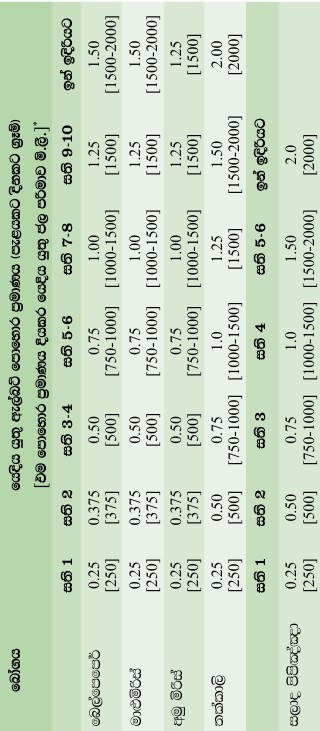 බෝගය
යෙදිය යුතු ඇල්බට් පොහොර ප්‍රමාණය (පැළයකට දිනකට ග්‍රෑම්)
[එම පොහොර ප්‍රමාණය දියකර යෙදිය යුතු ජල පරිමාව මි.ලි.]*
සති 1 සති 2 සති 3-4 සති 5-6 සති 7-8 සති 9-10 ඉන් ඉදිරියට
බෙල්පෙපර් 0.25 0.375 0.50 0.75 1.00 1.25 1.50
[250] [375] [500] [750-1000] [1000-1500] [1500] [1500-2000]
මාළුමිරිස් 0.25 0.375 0.50 0.75 1.00 1.25 1.50
[250] [375] [500] [750-1000] [1000-1500] [1500] [1500-2000]
අමු මිරිස් 0.25 0.375 0.50 0.75 1.00 1.25 1.25
[250] [375] [500] [750-1000] [1000-1500] [1500] [1500]
තක්කාලි 0.25 0.50 0.75 1.0 1.25 1.50 2.00
[250] [500] [750-1000] [1000-1500] [1500] [1500-2000] [2000]
සති 1 සති 2 සති 3 සති 4 සති 5-6 ඉන් ඉදිරියට
සලාද පිපිඤ්ඤා 0.25 0.50 0.75 1.0 1.50 2.0
[250] [500] [750-1000] [1000-1500] [1500-2000] [2000]